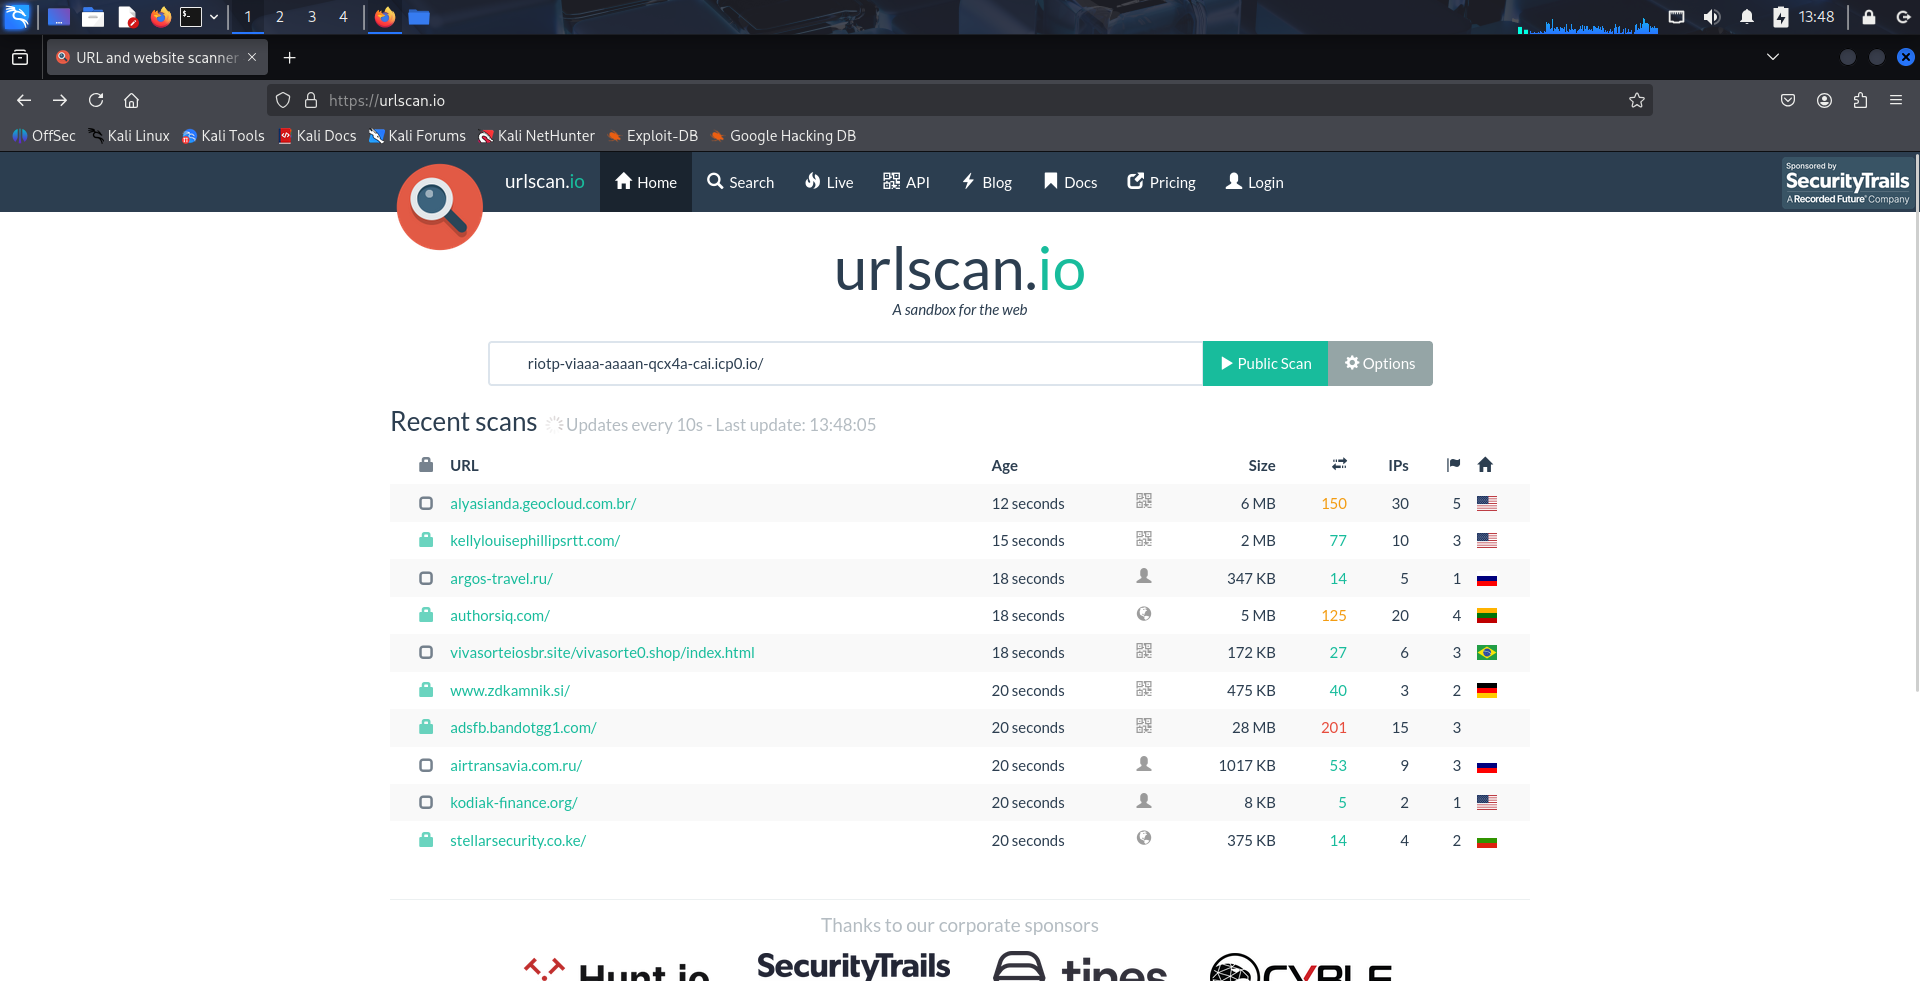 1 2 3 4 13:48
URL and website scanner
https://urlscan.io
OffSec Kali Linux Kali Tools Kali Docs Kali Forums Kali NetHunter Exploit-DB Google Hacking DB
urlscan.io Home Search Live API Blog Docs Pricing Login
Sponsored by
SecurityTrails
A Recorded Future® Company
urlscan.io
A sandbox for the web
riotp-viaaa-aaaan-qcx4a-cai.icp0.io/ Public Scan Options
Recent scans Updates every 10s - Last update: 13:48:05
URL Age Size IPs
alyasianda.geocloud.com.br/ 12 seconds 6 MB 150 30 5
kellylouisephillipsrtt.com/ 15 seconds 2 MB 77 10 3
argos-travel.ru/ 18 seconds 347 KB 14 5 1
authorsiq.com/ 18 seconds 5 MB 125 20 4
vivasorteiosbr.site/vivasorte0.shop/index.html 18 seconds 172 KB 27 6 3
www.zdkamnik.si/ 20 seconds 475 KB 40 3 2
adsfb.bandotgg1.com/ 20 seconds 28 MB 201 15 3
airtransavia.com.ru/ 20 seconds 1017 KB 53 9 3
kodiak-finance.org/ 20 seconds 8 KB 5 2 1
stellarsecurity.co.ke/ 20 seconds 375 KB 14 4 2
Thanks to our corporate sponsors
Hunt.io SecurityTrails tines CYBLE